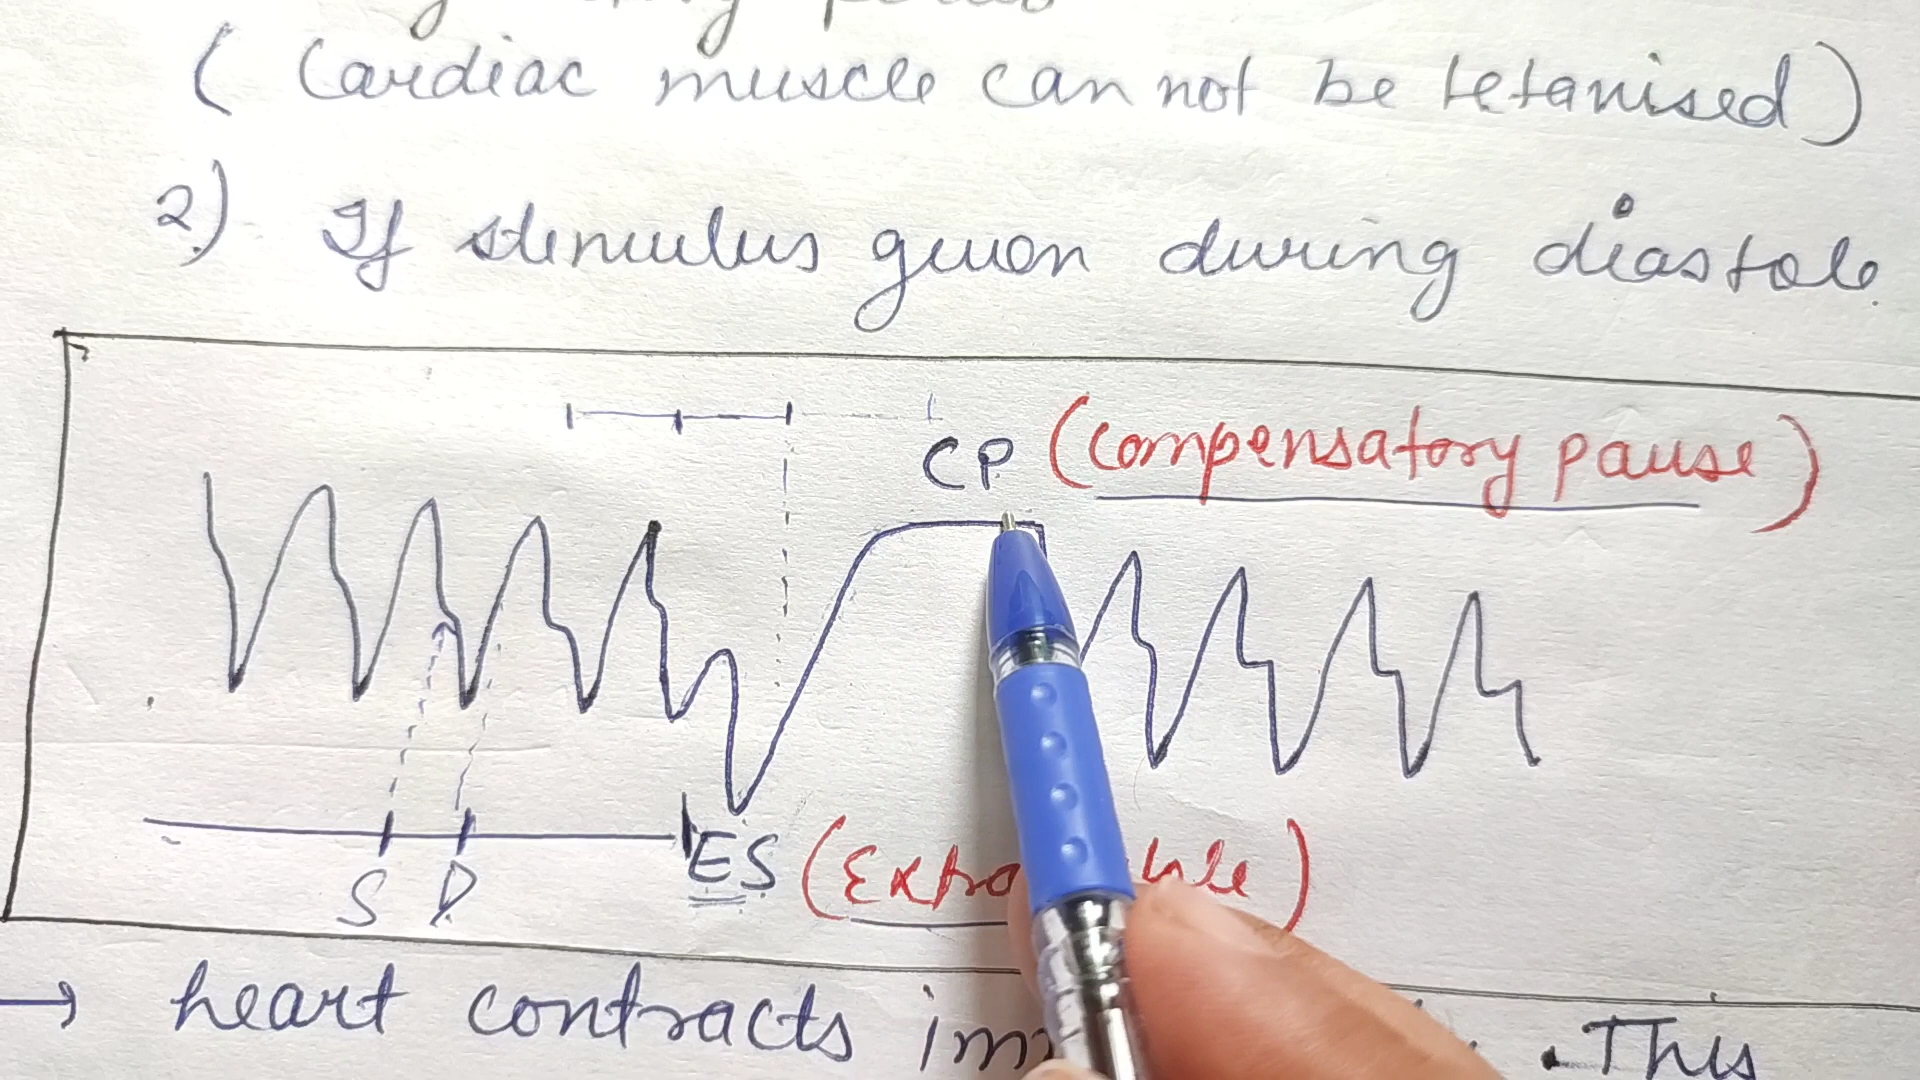 ( Cardiac muscle can not be tetanised )
2) If stimulus given during diastole
CP (compensatory pause)
S D ES (Extra
→ heart contracts . This